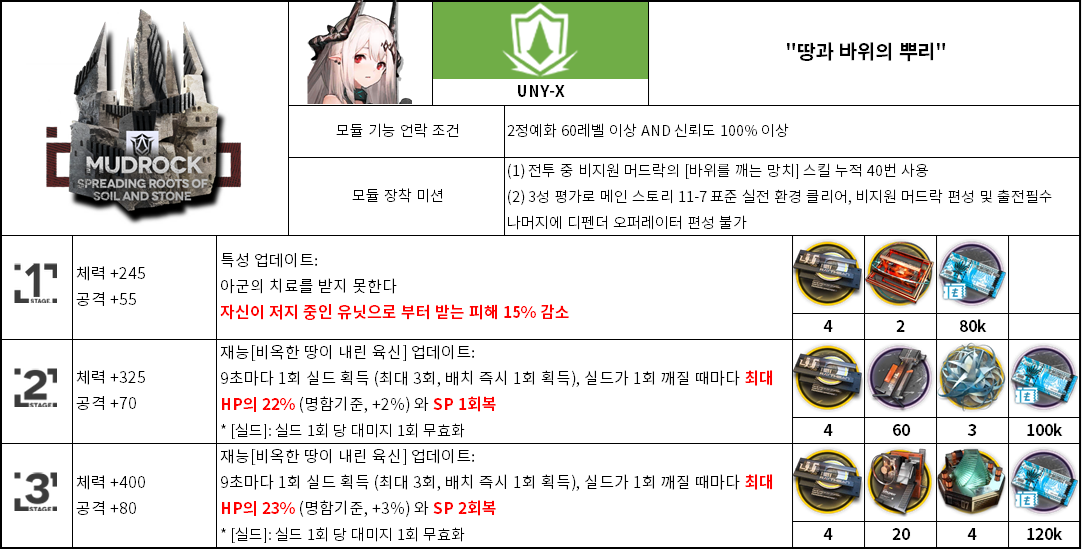 MUDROCK
SPREADING ROOTS OF
SOIL AND STONE
UNY-X
"땅과 바위의 뿌리"
모듈 기능 언락 조건
2정예화 60레벨 이상 AND 신뢰도 100% 이상
모듈 장착 미션
(1) 전투 중 비지원 머드락의 [바위를 깨는 망치] 스킬 누적 40번 사용
(2) 3성 평가로 메인 스토리 11-7 표준 실전 환경 클리어, 비지원 머드락 편성 및 출전필수
나머지에 디펜더 오퍼레이터 편성 불가
1
STAGE
체력 +245
공격 +55
특성 업데이트:
아군의 치료를 받지 못한다
자신이 저지 중인 유닛으로 부터 받는 피해 15% 감소
4
2
80k
2
STAGE
체력 +325
공격 +70
재능[비옥한 땅이 내린 육신] 업데이트:
9초마다 1회 실드 획득 (최대 3회, 배치 즉시 1회 획득), 실드가 1회 깨질 때마다 최대
HP의 22% (명함기준, +2%) 와 SP 1회복
* [실드]: 실드 1회 당 대미지 1회 무효화
4
60
3
100k
3
STAGE
체력 +400
공격 +80
재능[비옥한 땅이 내린 육신] 업데이트:
9초마다 1회 실드 획득 (최대 3회, 배치 즉시 1회 획득), 실드가 1회 깨질 때마다 최대
HP의 23% (명함기준, +3%) 와 SP 2회복
* [실드]: 실드 1회 당 대미지 1회 무효화
4
20
4
120k